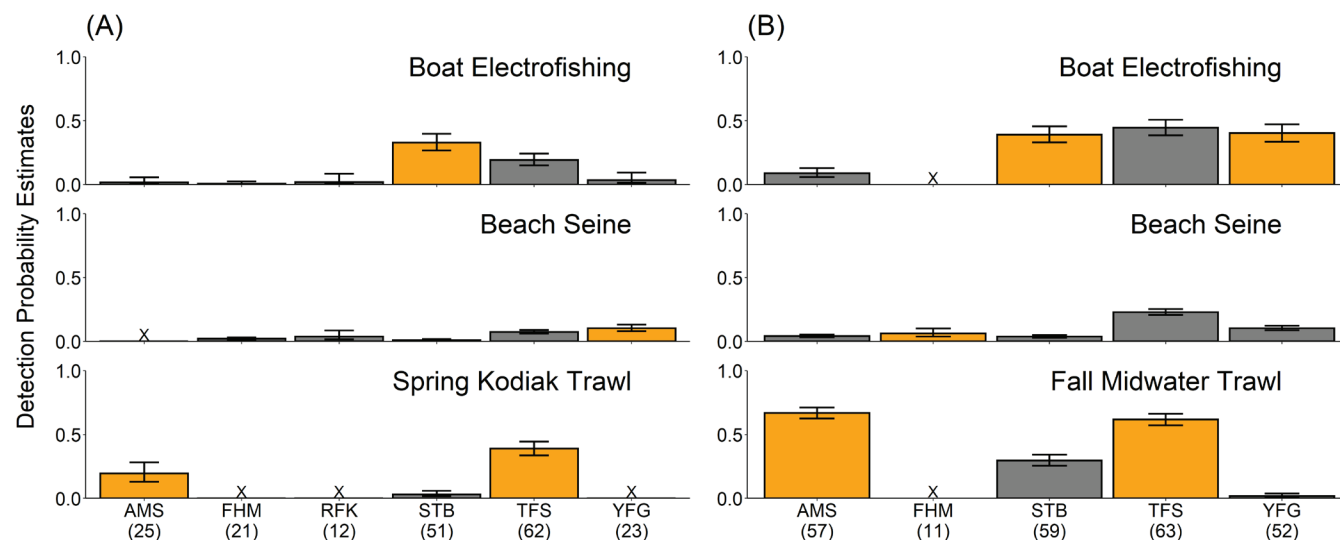 (A)
(B)
Detection Probability Estimates
1.0
Boat Electrofishing
0.5
0.0
1.0
Beach Seine
0.5
X
0.0
1.0
Spring Kodiak Trawl
0.5
X X X
0.0
AMS FHM RFK STB TFS YFG
(25) (21) (12) (51) (62) (23)
1.0
Boat Electrofishing
0.5
X
0.0
1.0
Beach Seine
0.5
0.0
1.0
Fall Midwater Trawl
0.5
X
0.0
AMS FHM STB TFS YFG
(57) (11) (59) (63) (52)